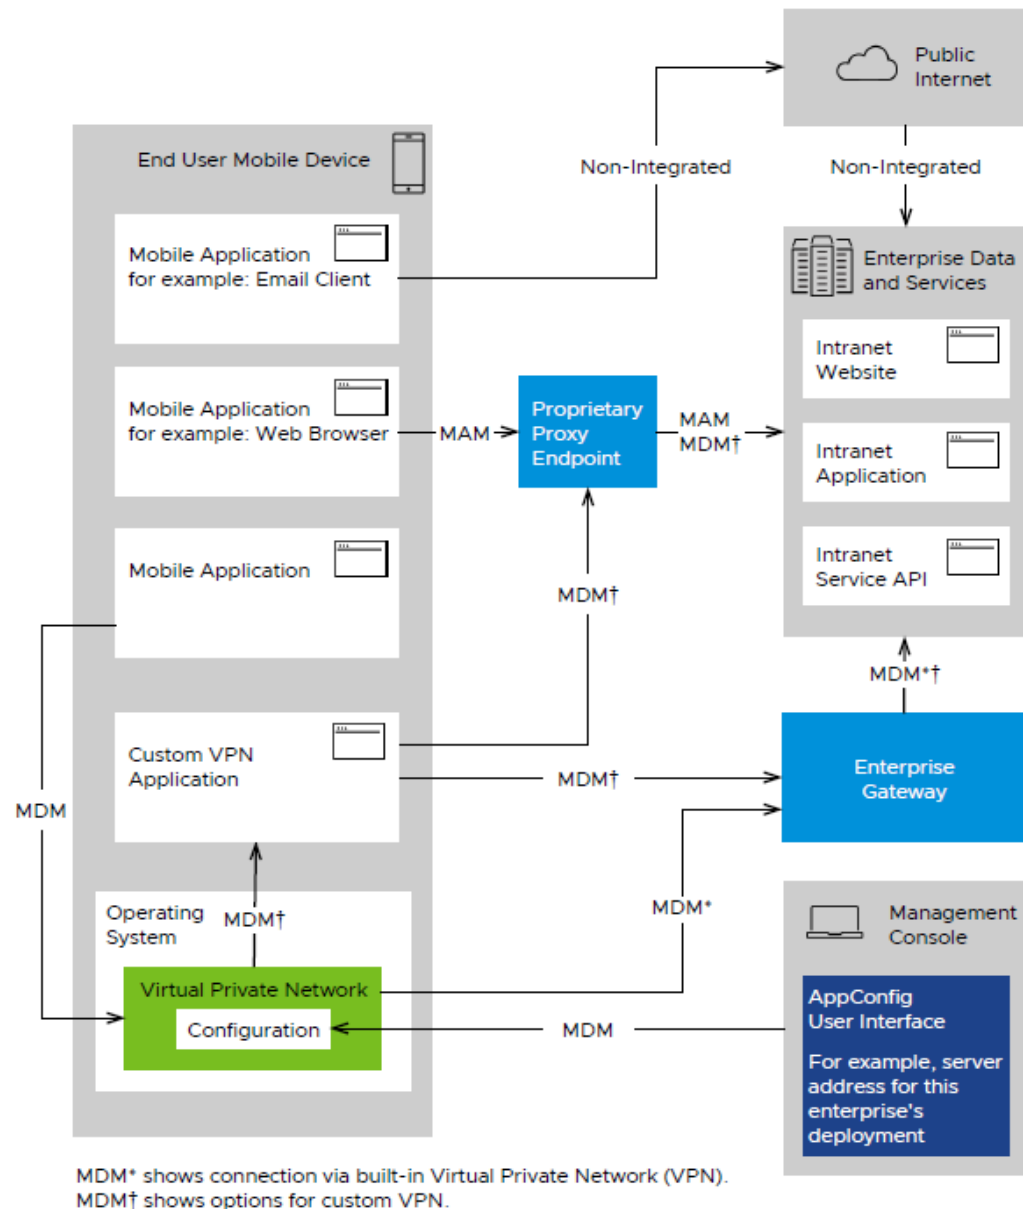 Public
Internet
End User Mobile Device
Non-Integrated
Non-Integrated
Mobile Application
for example: Email Client
Enterprise Data
and Services
Intranet
Website
Mobile Application
for example: Web Browser
MAM
Proprietary
Proxy
Endpoint
MAM
MDM†
Intranet
Application
Mobile Application
MDM†
Intranet
Service API
MDM*†
Custom VPN
Application
MDM†
Enterprise
Gateway
MDM
Operating
System
MDM†
MDM*
Management
Console
Virtual Private Network
Configuration
MDM
AppConfig
User Interface
For example, server
address for this
enterprise's
deployment
MDM* shows connection via built-in Virtual Private Network (VPN).
MDM† shows options for custom VPN.